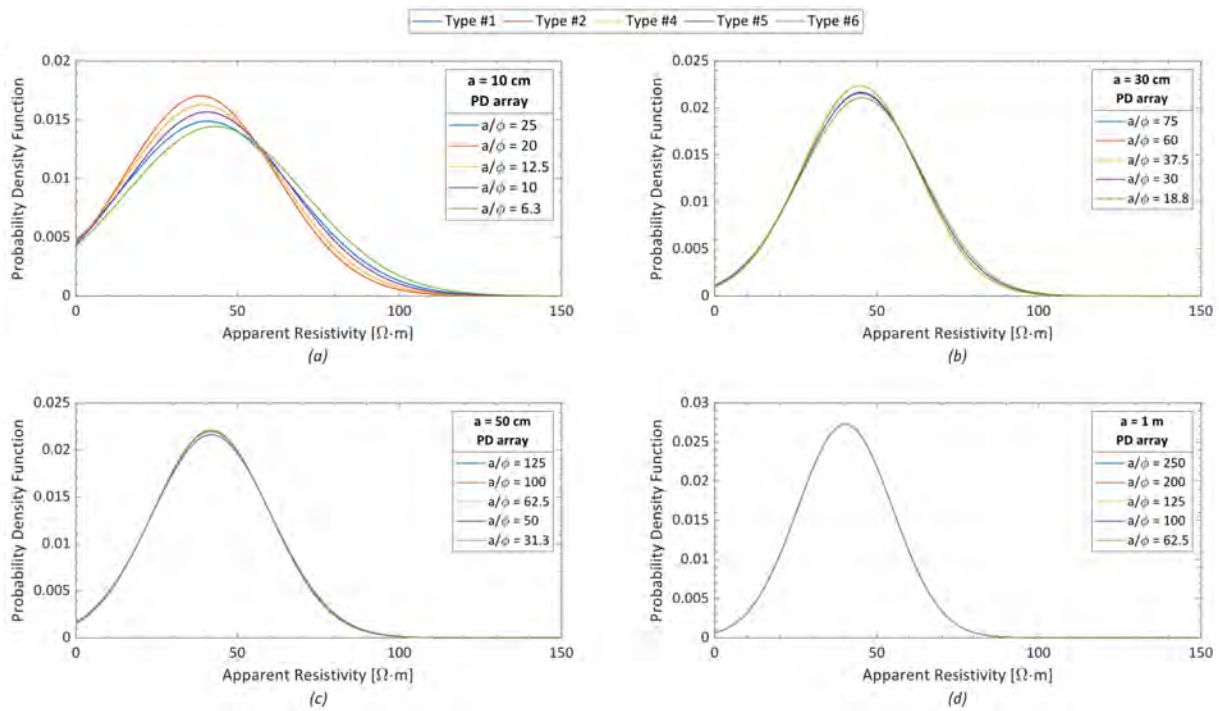 Type #1 Type #2 Type #4 Type #5 Type #6
Probability Density Function
0.02
0.015
0.01
0.005
0
a = 10 cm
PD array
a/ϕ = 25
a/ϕ = 20
a/ϕ = 12.5
a/ϕ = 10
a/ϕ = 6.3
0 50 100 150
Apparent Resistivity [Ω·m]
(a)
Probability Density Function
0.025
0.02
0.015
0.01
0.005
0
a = 30 cm
PD array
a/ϕ = 75
a/ϕ = 60
a/ϕ = 37.5
a/ϕ = 30
a/ϕ = 18.8
0 50 100 150
Apparent Resistivity [Ω·m]
(b)
Probability Density Function
0.025
0.02
0.015
0.01
0.005
0
a = 50 cm
PD array
a/ϕ = 125
a/ϕ = 100
a/ϕ = 62.5
a/ϕ = 50
a/ϕ = 31.3
0 50 100 150
Apparent Resistivity [Ω·m]
(c)
Probability Density Function
0.03
0.025
0.02
0.015
0.01
0.005
0
a = 1 m
PD array
a/ϕ = 250
a/ϕ = 200
a/ϕ = 125
a/ϕ = 100
a/ϕ = 62.5
0 50 100 150
Apparent Resistivity [Ω·m]
(d)